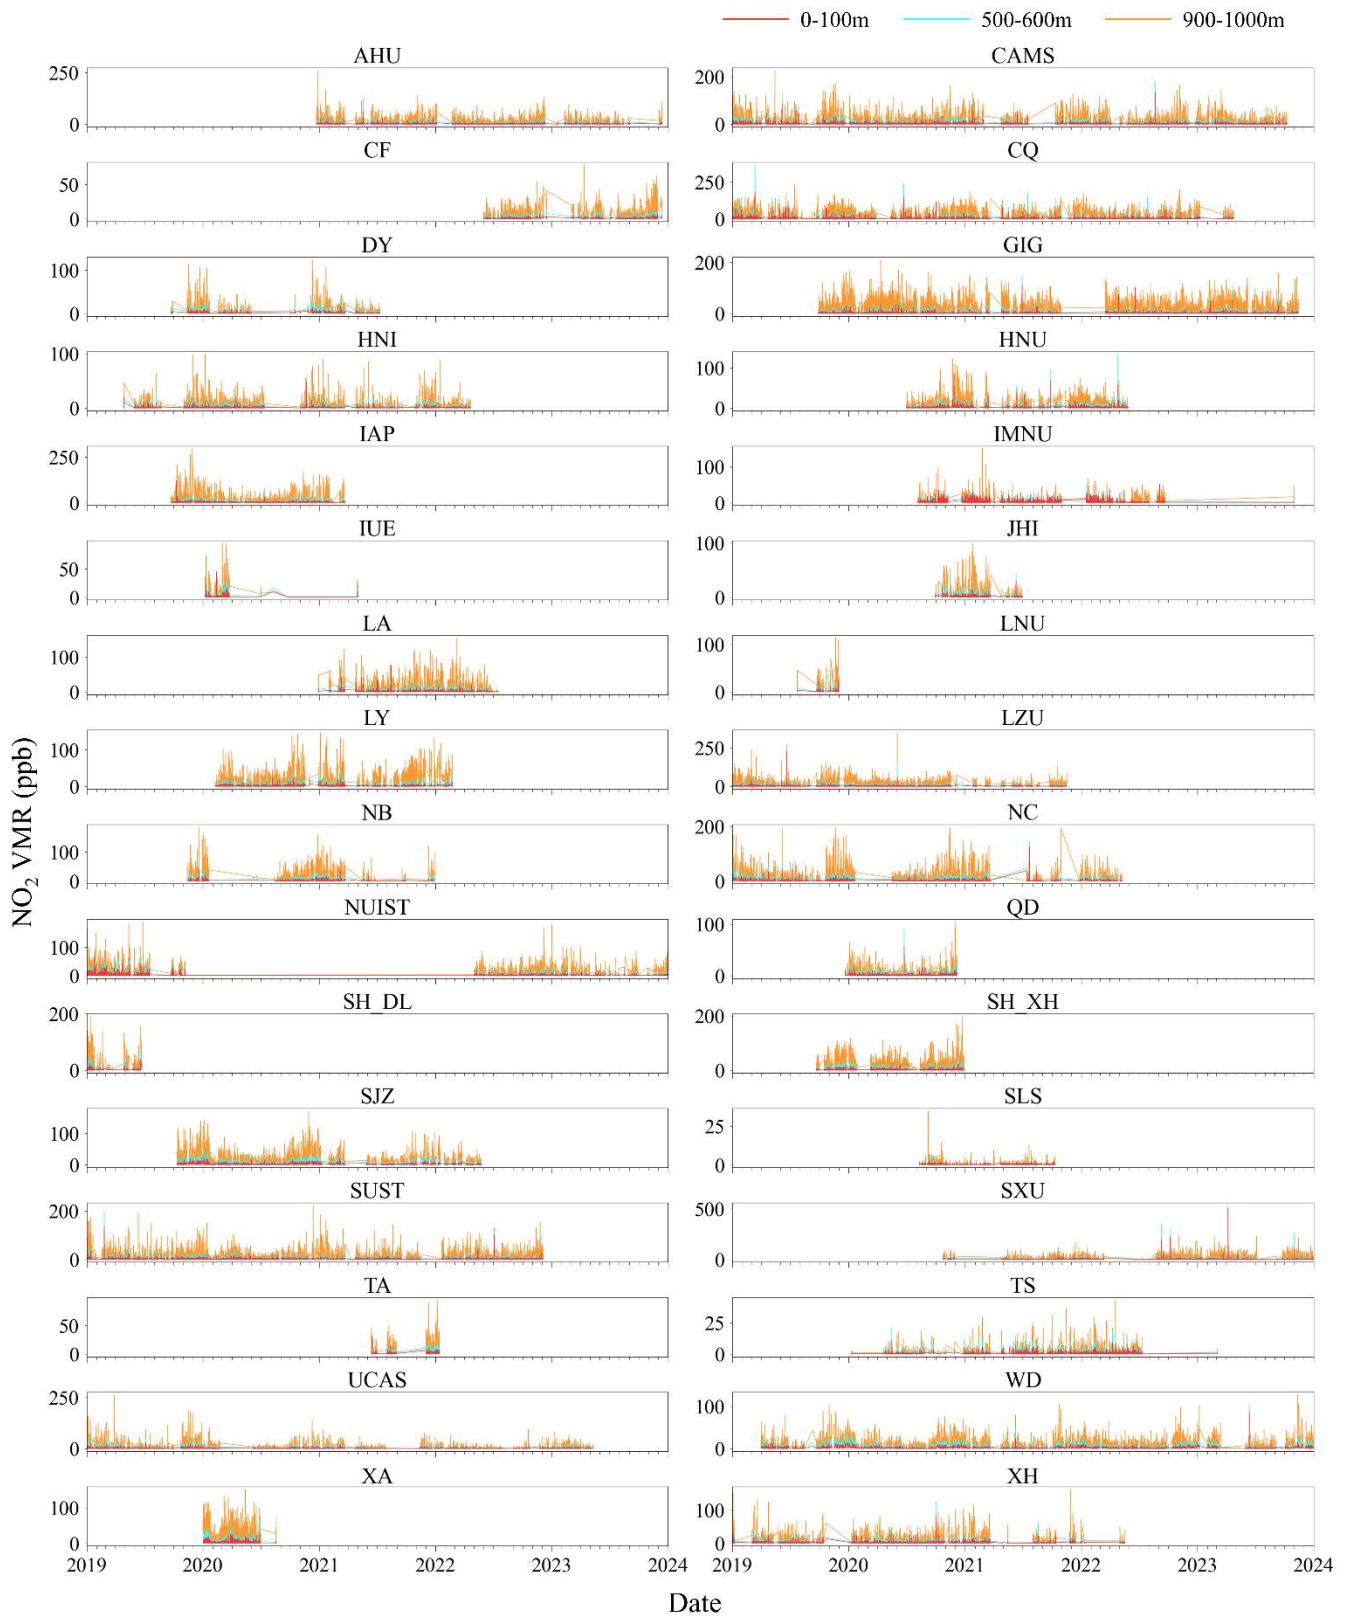 0-100m 500-600m 900-1000m
AHU CAMS
250 200
0 0
CF CQ
50 250
0 0
DY GIG
100 200
0 0
HNI HNU
100 100
0 0
IAP IMNU
250 100
0 0
IUE JHI
50 100
0 0
LA LNU
100 100
0 0
LY LZU
100 250
0 0
NB NC
100 200
0 0
NUIST QD
100 100
0 0
SH_DL SH_XH
200 200
0 0
SJZ SLS
100 25
0 0
SUST SXU
200 500
0 0
TA TS
50 25
0 0
UCAS WD
250 100
0 0
XA XH
100 100
0 0
2019 2020 2021 2022 2023 2024 2019 2020 2021 2022 2023 2024
NO₂ VMR (ppb)
Date